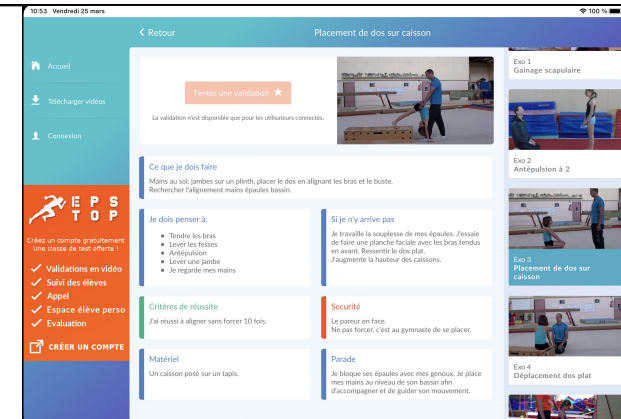 10:53 Vendredi 25 mars
100 %
Retour
Placement de dos sur caisson
Accueil
Télécharger vidéos
Connexion
EPS
TOP
Créez un compte gratuitement
Une classe de test offerte !
Validations en vidéo
Suivi des élèves
Appel
Espace élève perso
Evaluation
CRÉER UN COMPTE
Tenter une validation
La validation n'est disponible que pour les utilisateurs connectés.
Ce que je dois faire
Mains au sol, jambes sur un plinth, placer le dos en alignant les bras et le buste.
Rechercher l'alignement mains épaules bassin.
Je dois penser à:
Tendre les bras
Lever les fesses
Antépulsion
Lever une jambe
Je regarde mes mains
Si je n'y arrive pas
Je travaille la souplesse de mes épaules. J'essaie
de faire une planche faciale avec les bras tendus
en avant. Ressentir le dos plat.
J'augmente la hauteur des caissons.
Critères de réussite
J'ai réussi à aligner sans forcer 10 fois.
Securité
Le pareur en face.
Ne pas forcer, c'est au gymnaste de se placer.
Matériel
Un caisson posé sur un tapis.
Parade
Je bloque ses épaules avec mes genoux. Je place
mes mains au niveau de son bassin afin
d'accompagner et de guider son mouvement.
Exo 1
Gainage scapulaire
Exo 2
Antépulsion à 2
Exo 3
Placement de dos sur
caisson
Exo 4
Déplacement dos plat